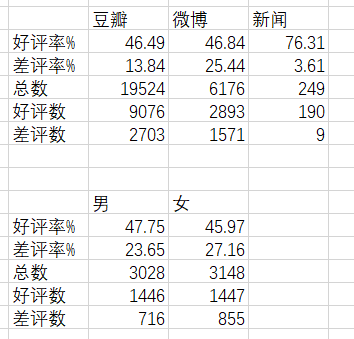 豆瓣 微博 新闻
好评率% 46.49 46.84 76.31
差评率% 13.84 25.44 3.61
总数 19524 6176 249
好评数 9076 2893 190
差评数 2703 1571 9
男 女
好评率% 47.75 45.97
差评率% 23.65 27.16
总数 3028 3148
好评数 1446 1447
差评数 716 855